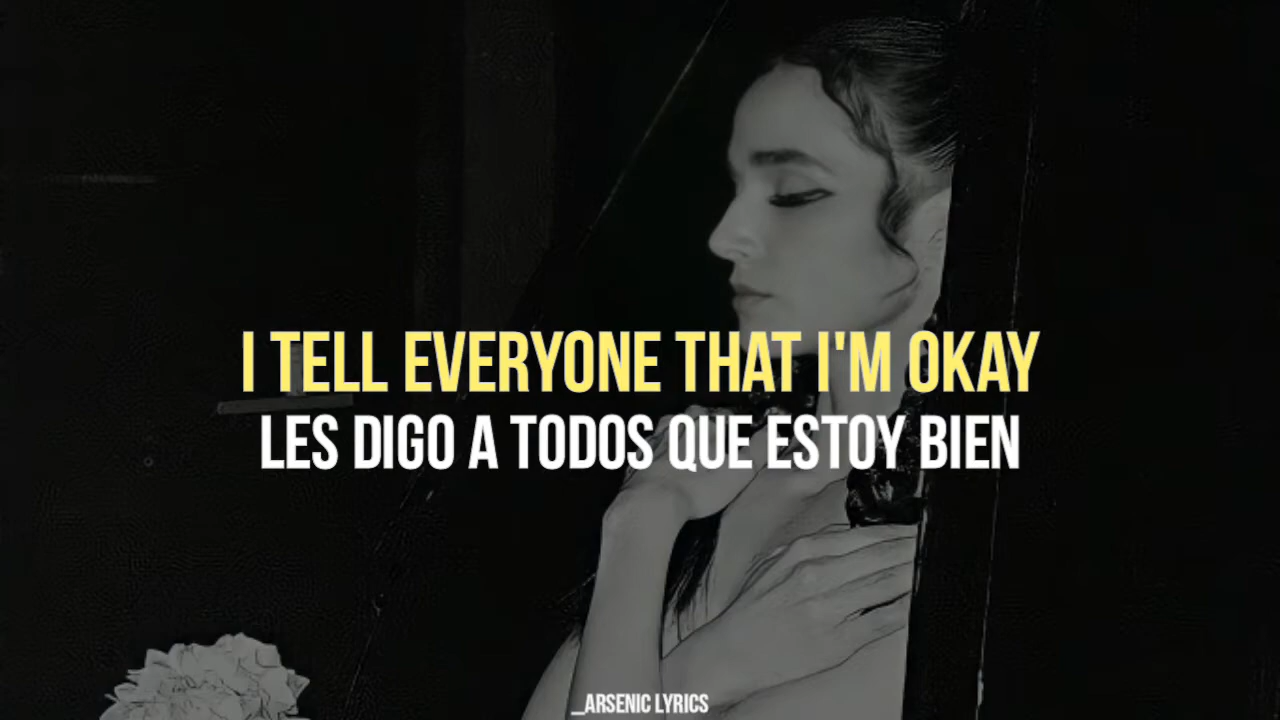 I TELL EVERYONE THAT I'M OKAY
LES DIGO A TODOS QUE ESTOY BIEN
_ARSENIC LYRICS